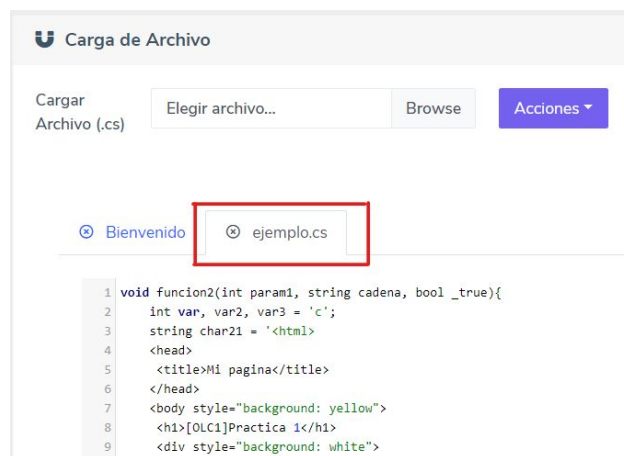 Carga de Archivo
Cargar
Archivo (.cs)
Elegir archivo...
Browse
Acciones
Bienvenido
ejemplo.cs
1 void funcion2(int param1, string cadena, bool _true){
2 int var, var2, var3 = 'c';
3 string char21 = '<html>
4 <head>
5 <title>Mi pagina</title>
6 </head>
7 <body style="background: yellow">
8 <h1>[OLC1]Practica 1</h1>
9 <div style="background: white">